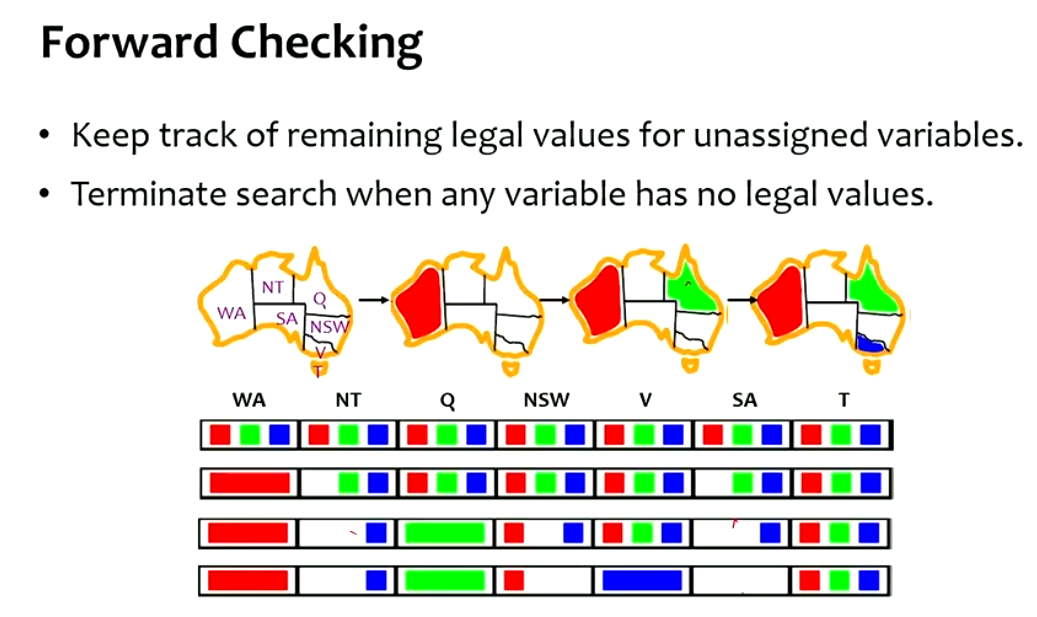 Forward Checking
• Keep track of remaining legal values for unassigned variables.
• Terminate search when any variable has no legal values.
NT
Q
WA
SA
NSW
V
T
WA NT Q NSW V SA T